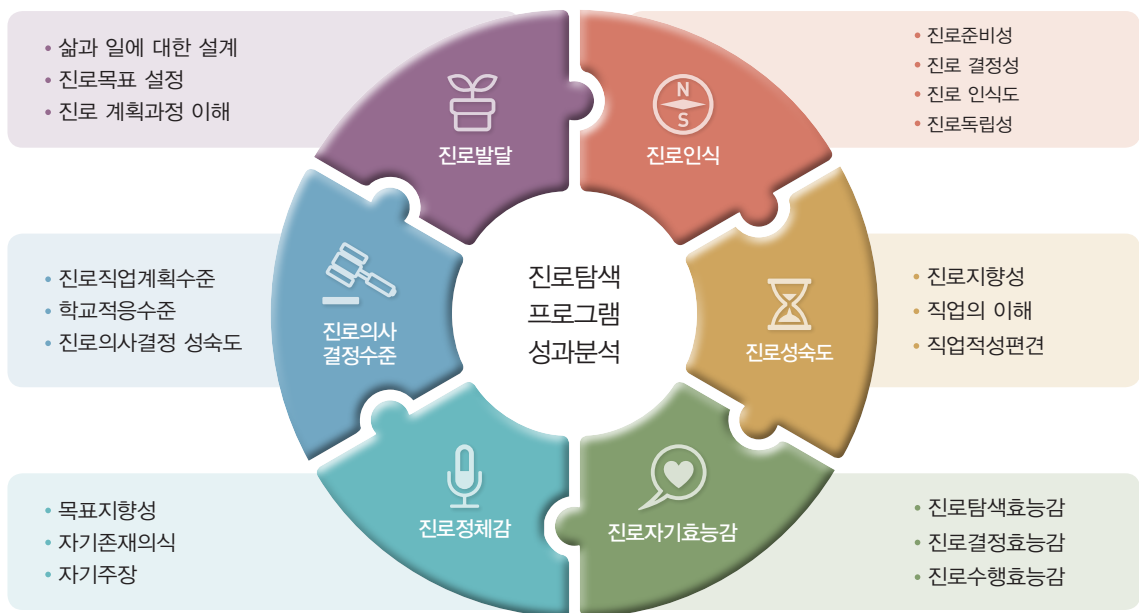 • 삶과 일에 대한 설계
• 진로목표 설정
• 진로 계획과정 이해
진로발달
N
S
진로인식
• 진로준비성
• 진로 결정성
• 진로 인식도
• 진로독립성
• 진로직업계획수준
• 학교적응수준
• 진로의사결정 성숙도
진로의사
결정수준
진로탐색
프로그램
성과분석
진로성숙도
• 진로지향성
• 직업의 이해
• 직업적성편견
• 목표지향성
• 자기존재의식
• 자기주장
진로정체감
진로자기효능감
• 진로탐색효능감
• 진로결정효능감
• 진로수행효능감